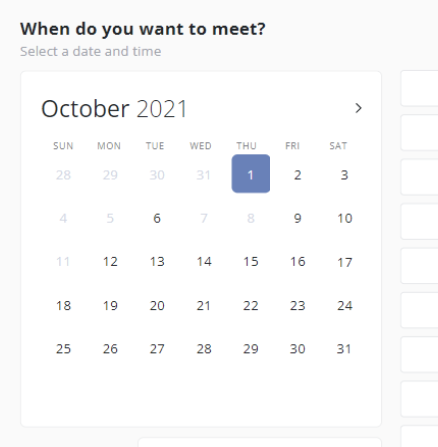 When do you want to meet?
Select a date and time
October 2021 >
SUN MON TUE WED THU FRI SAT
28 29 30 31 1 2 3
4 5 6 7 8 9 10
11 12 13 14 15 16 17
18 19 20 21 22 23 24
25 26 27 28 29 30 31